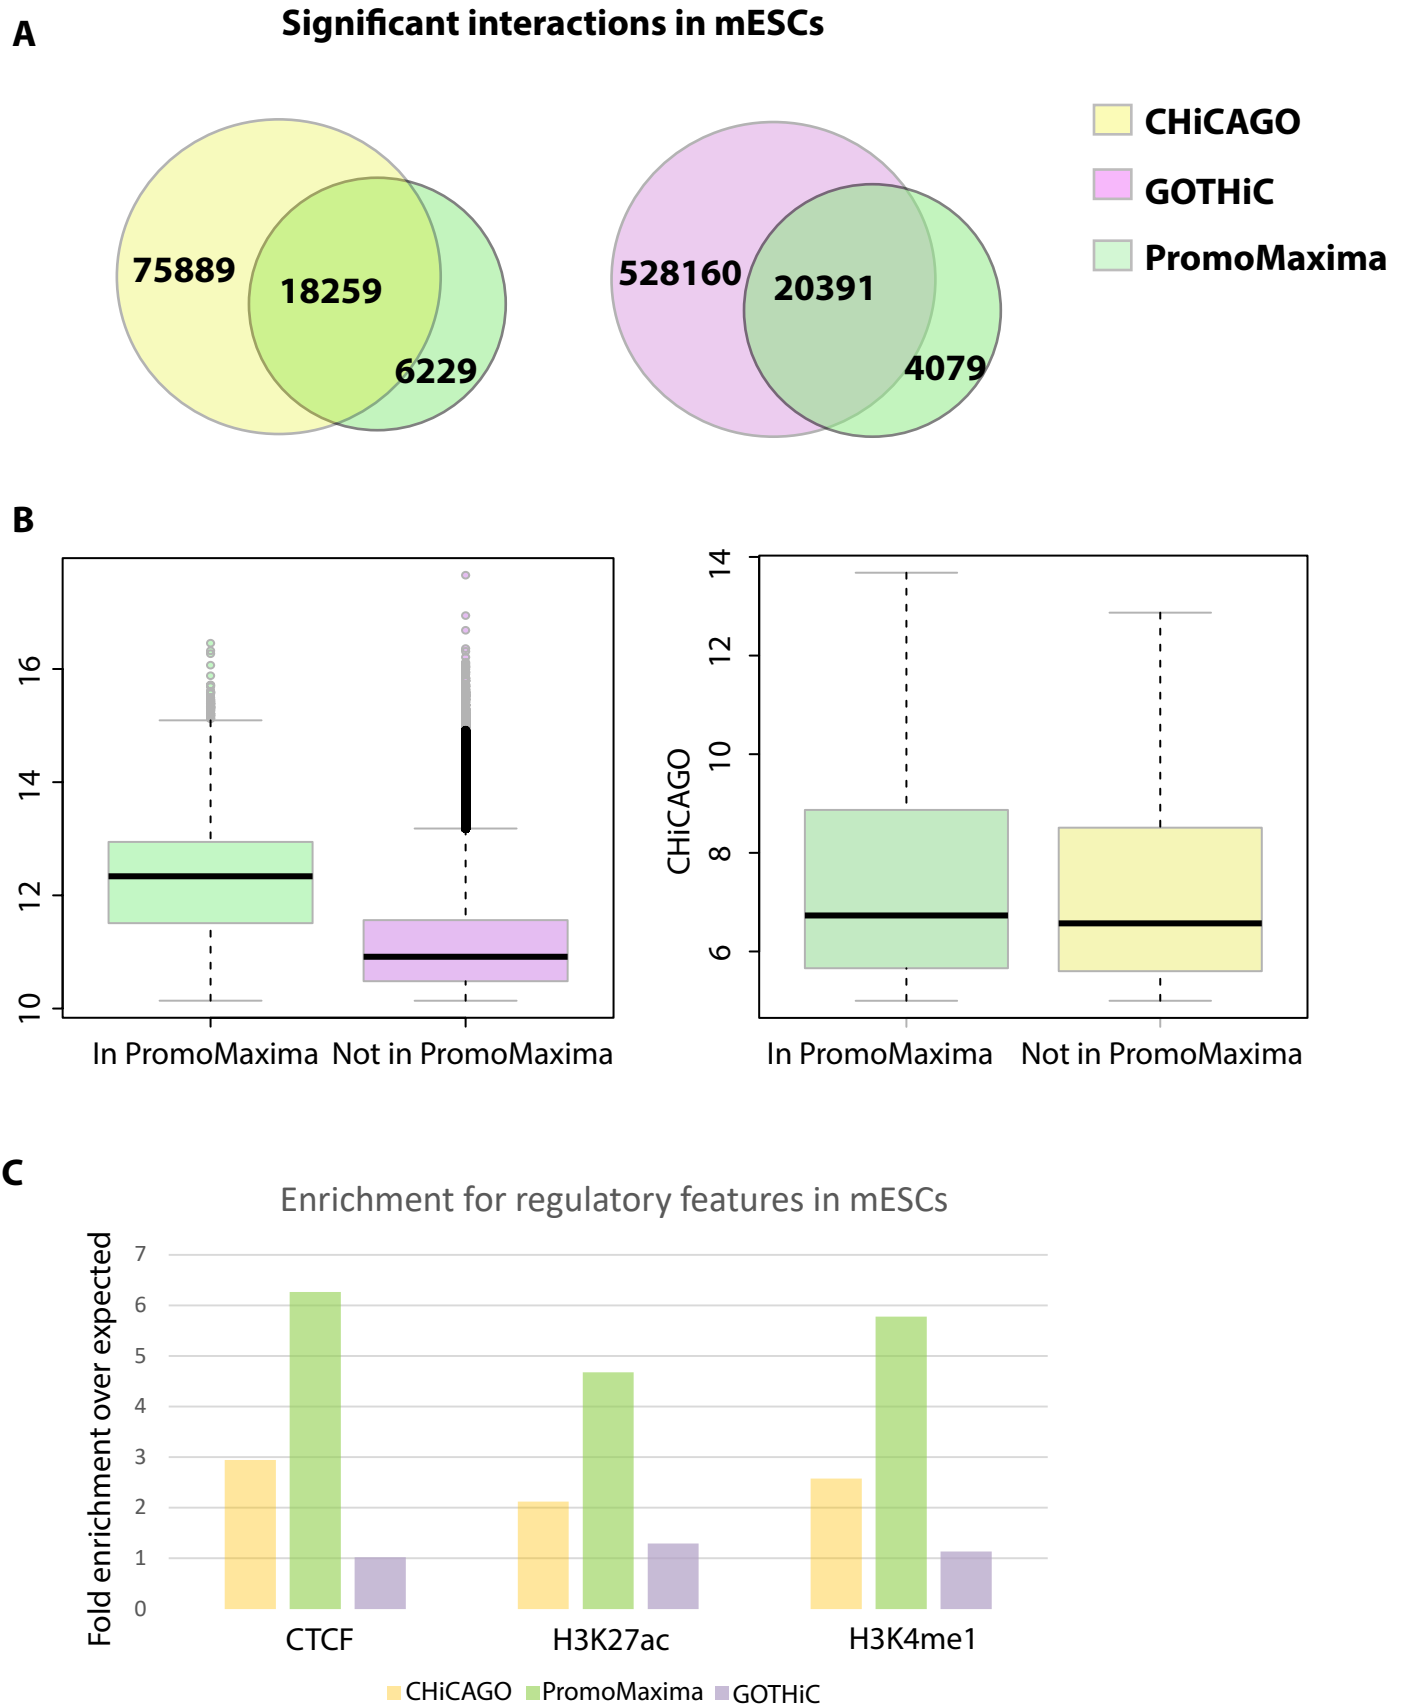 A
Significant interactions in mESCs
75889
18259
6229
528160
20391
4079
CHiCAGO
GOTHiC
PromoMaxima
B
16
14
12
10
In PromoMaxima
Not in PromoMaxima
CHiCAGO
14
12
10
8
6
In PromoMaxima
Not in PromoMaxima
C
Enrichment for regulatory features in mESCs
Fold enrichment over expected
7
6
5
4
3
2
1
0
CTCF
H3K27ac
H3K4me1
CHiCAGO
PromoMaxima
GOTHiC